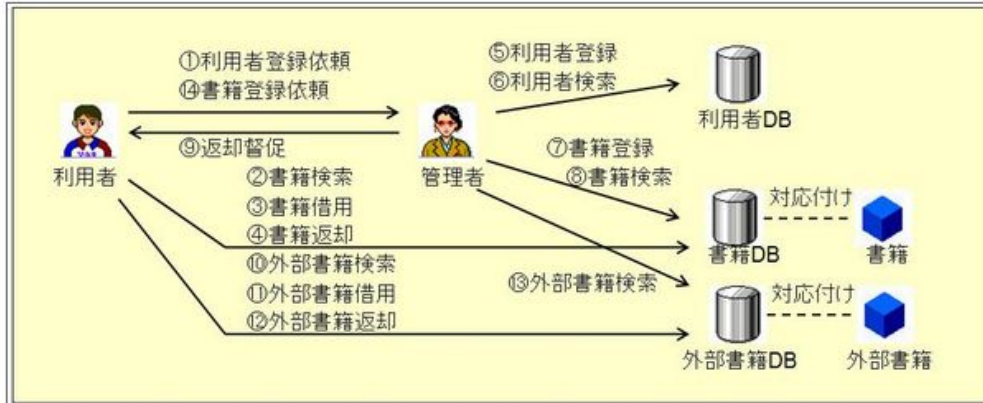 ①利用者登録依頼
⑭書籍登録依頼
⑤利用者登録
⑥利用者検索
利用者DB
⑨返却督促
利用者
管理者
⑦書籍登録
⑧書籍検索
②書籍検索
③書籍借用
④書籍返却
対応付け
書籍DB
書籍
⑩外部書籍検索
⑪外部書籍借用
⑫外部書籍返却
⑬外部書籍検索
対応付け
外部書籍DB
外部書籍